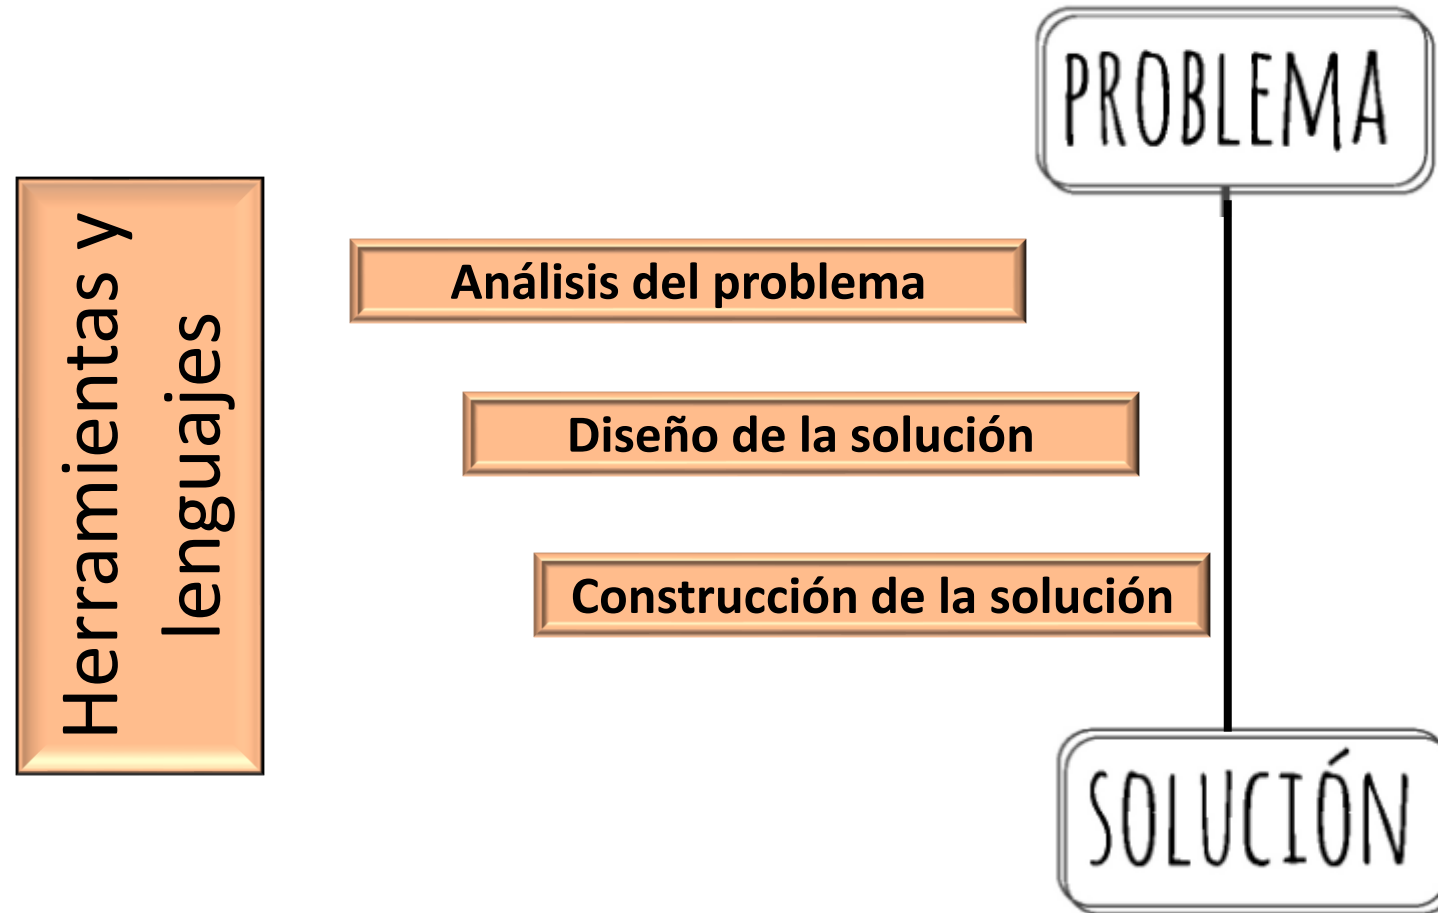 PROBLEMA
Herramientas y
lenguajes
Análisis del problema
Diseño de la solución
Construcción de la solución
SOLUCIÓN